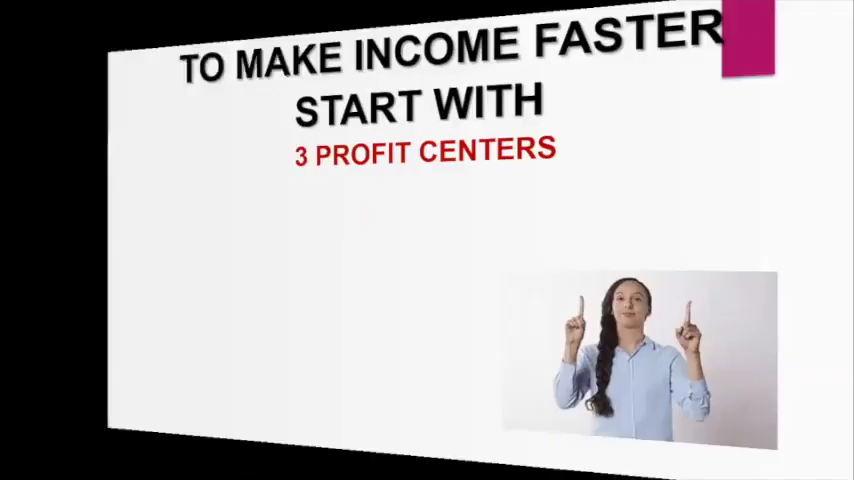 TO MAKE INCOME FASTER
START WITH
3 PROFIT CENTERS